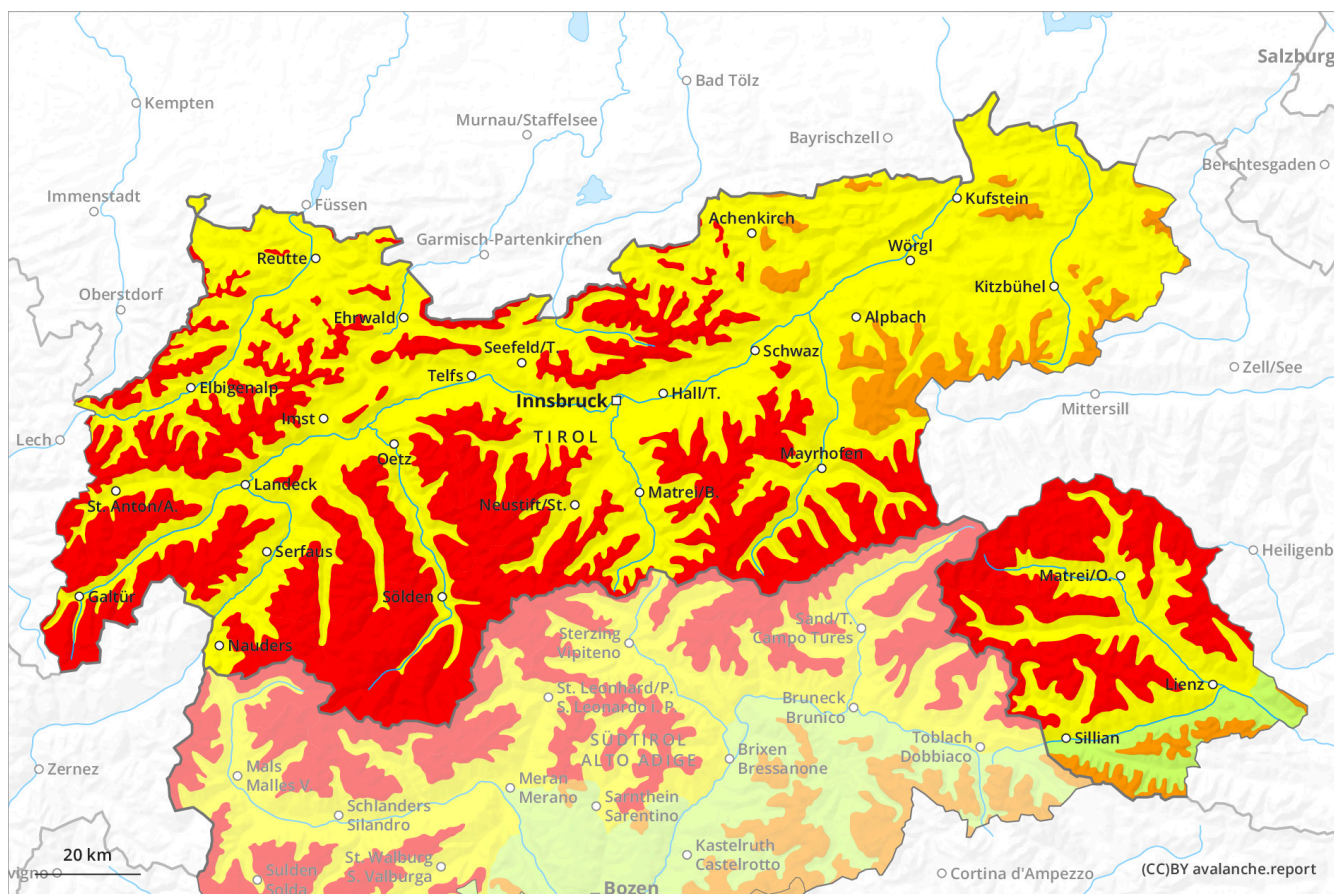 Salzburg
Bad Tölz
Kempten
Murnau/Staffelsee
Bayrischzell
Berchtesgaden
Immenstadt
Füssen
Kufstein
Achenkirch
Garmisch-Partenkirchen
Wörgl
Reutte
Kitzbühel
Oberstdorf
Ehrwald
Alpbach
Seefeld/T.
Schwaz
Telfs
Zell/See
Elbigenalp
Innsbruck
Hall/T.
Mittersill
Imst
Lech
TIROL
Oetz
Mayrhofen
Landeck
Matrei/B.
St. Anton/A.
Neustift/St.
Serfaus
Heiligenb
Matrei/O.
Galtür
Sölden
Sand/T.
Campo Tures
Sterzing
Vipiteno
Nauders
Lienz
St. Leonhard/P.
S. Leonardo i. P.
Bruneck
Brunico
Sillian
SÜDTIROL
ALTO ADIGE
Toblach
Dobbiaco
Brixen
Bressanone
Zernez
Mals
Malles V.
Meran
Merano
Schlanders
Silandro
Sarnthein
Sarentino
Kastelruth
Castelrotto
20 km
St. Walburg
S. Valburga
vigno
Sulden
Solda
Cortina d'Ampezzo
(CC)BY avalanche.report
Bozen